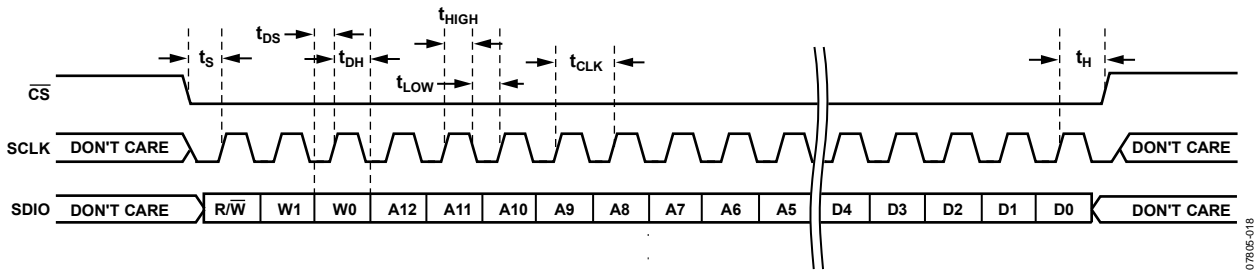 tHIGH
tDS
tS
tDH
tCLK
tH
tLOW
CS
SCLK DON'T CARE DON'T CARE
SDIO DON'T CARE R/W W1 W0 A12 A11 A10 A9 A8 A7 A6 A5 D4 D3 D2 D1 D0 DON'T CARE
07805-018